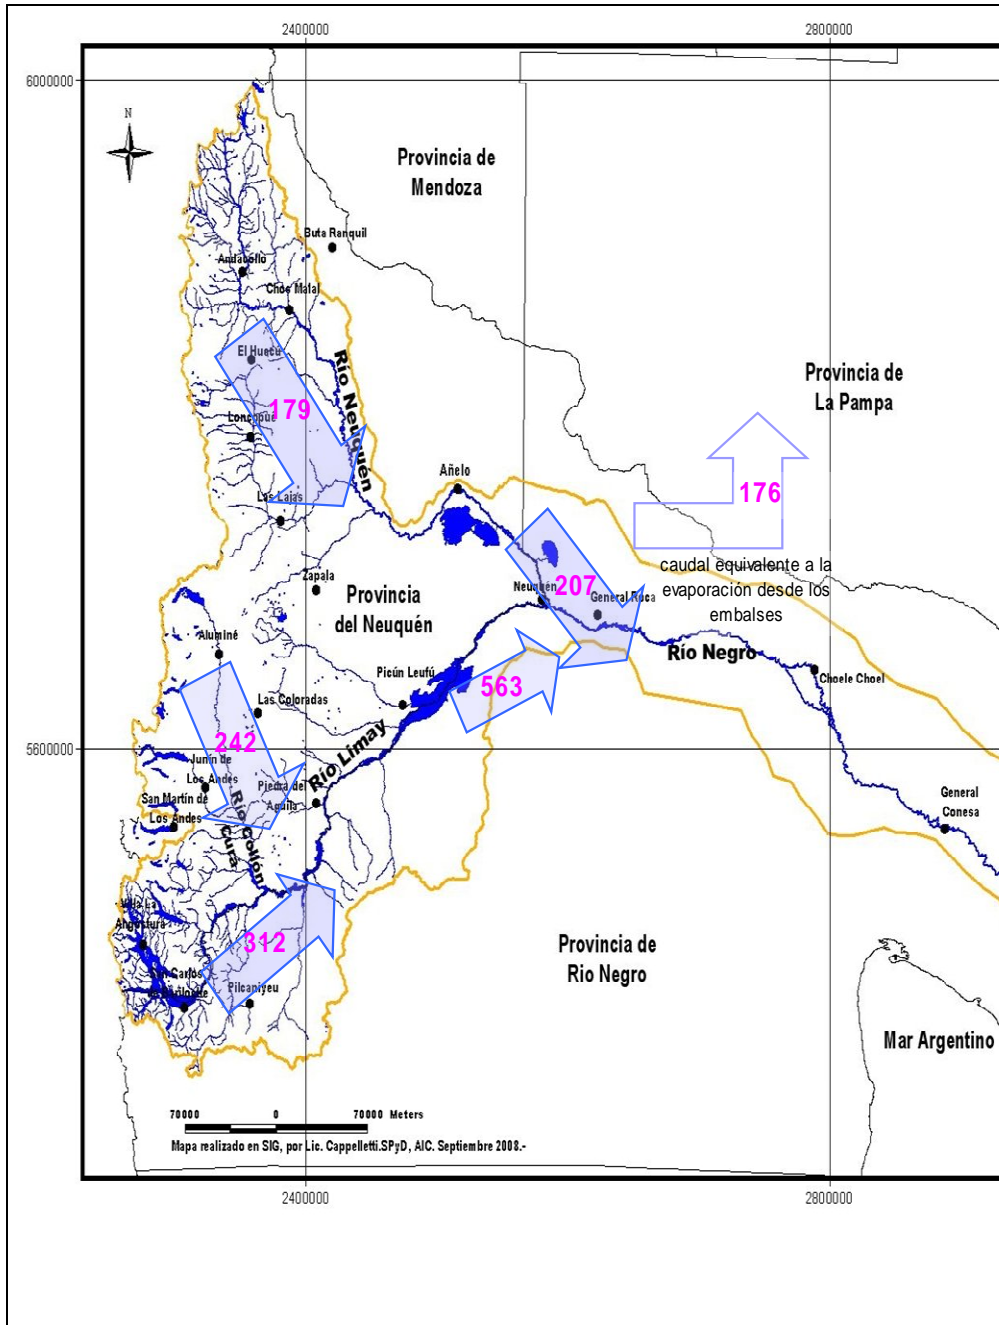 2400000
2800000
6000000
N
Provincia de
Mendoza
Buta Ranquil
Andacollo
Chos Malal
El Huecú
Río Neuquén
Provincia de
La Pampa
179
Loncopué
Añelo
176
Las Lajas
caudal equivalente a la
evaporación desde los
embalses
Zapala
Neuquén
207
General Roca
Provincia
del Neuquén
Aluminé
Río Negro
Picún Leufú
Choele Choel
563
Las Coloradas
242
5600000
Río Limay
Junín de
Los Andes
Piedra del
Aguila
San Martín de
Los Andes
General
Conesa
Río Collón
Curá
Villa La
Angostura
312
Provincia de
Rio Negro
San Carlos
de Bariloche
Pilcaniyeu
Mar Argentino
70000 0 70000 Meters
Mapa realizado en SIG, por Lic. Cappelletti.SPyD, AIC. Septiembre 2008.-
2400000
2800000